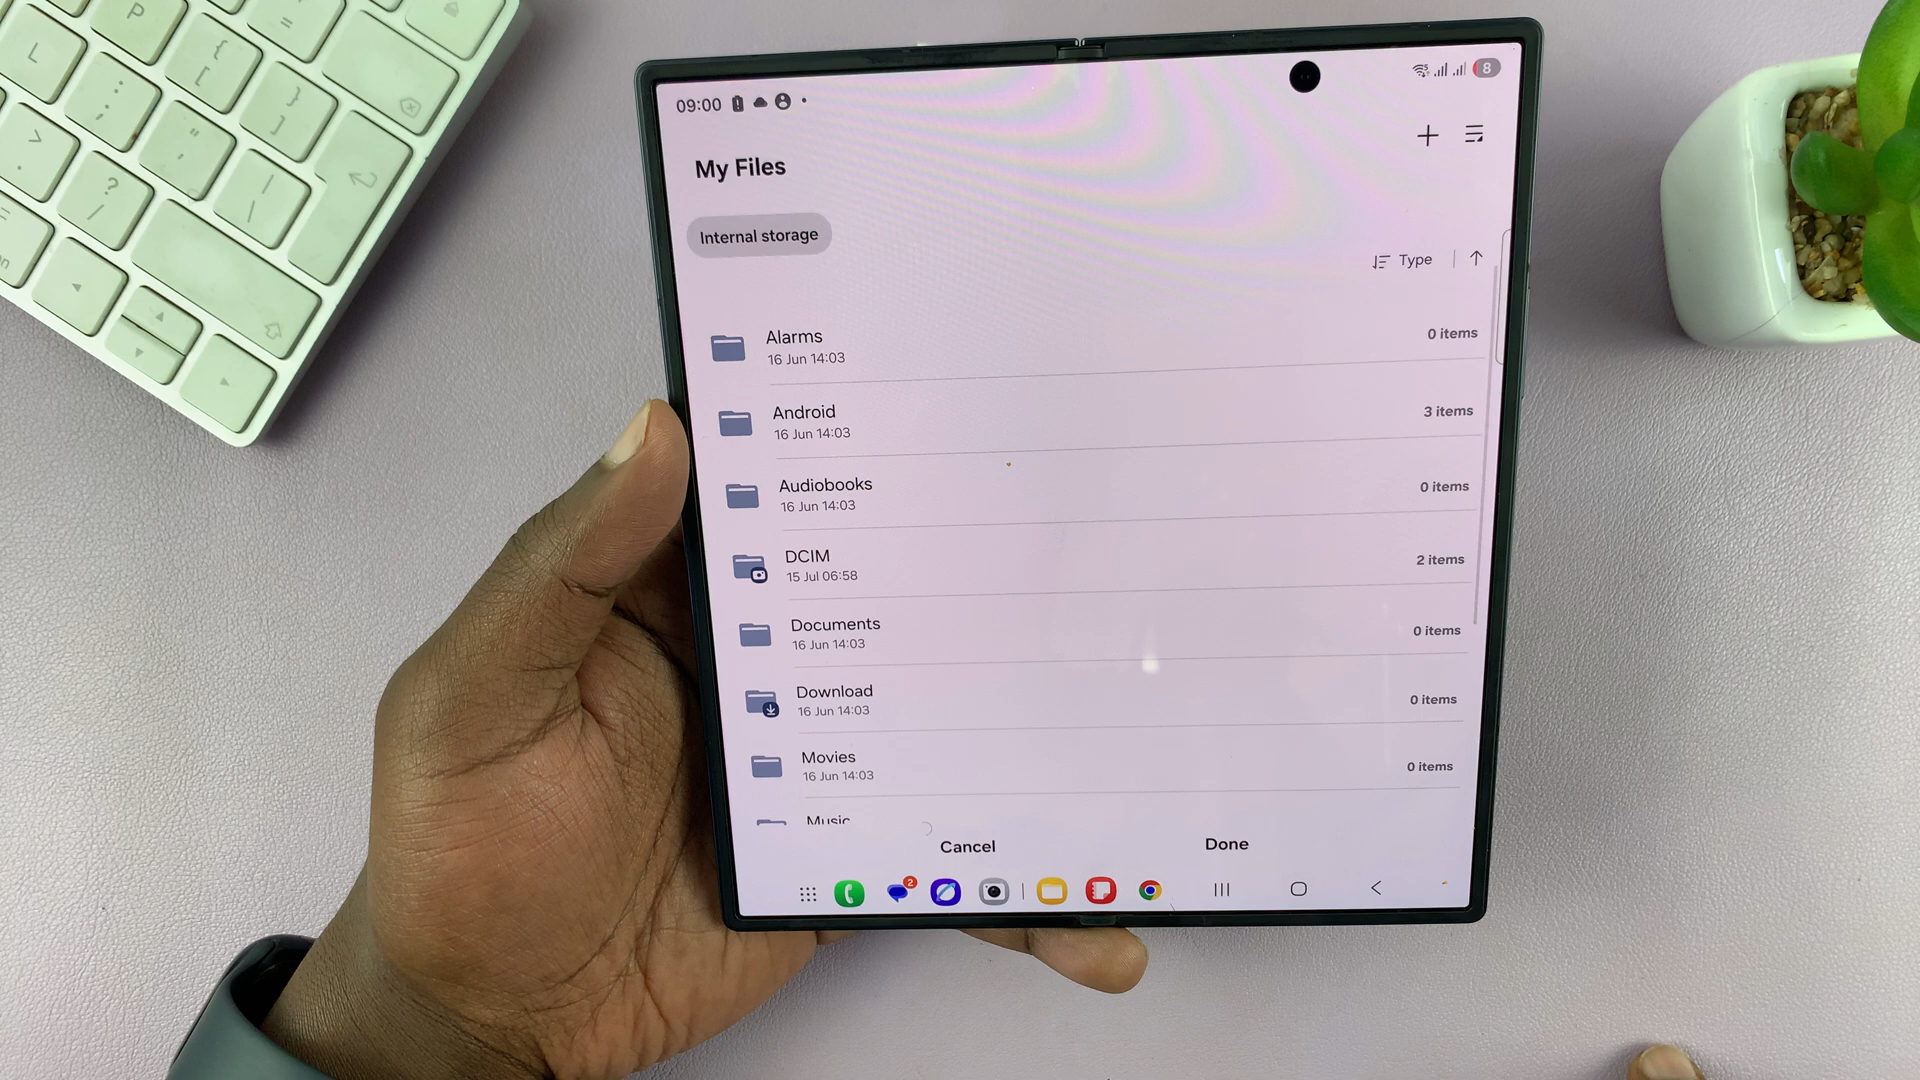 P
L
{
[
}
]
:
;
"
'
>
.
?
/
|
\
+
=
09:00
8
My Files
Internal storage
Type
Alarms
0 items
16 Jun 14:03
Android
3 items
16 Jun 14:03
Audiobooks
0 items
16 Jun 14:03
DCIM
2 items
15 Jul 06:58
Documents
0 items
16 Jun 14:03
Download
0 items
16 Jun 14:03
Movies
0 items
16 Jun 14:03
Music
Cancel
Done
2